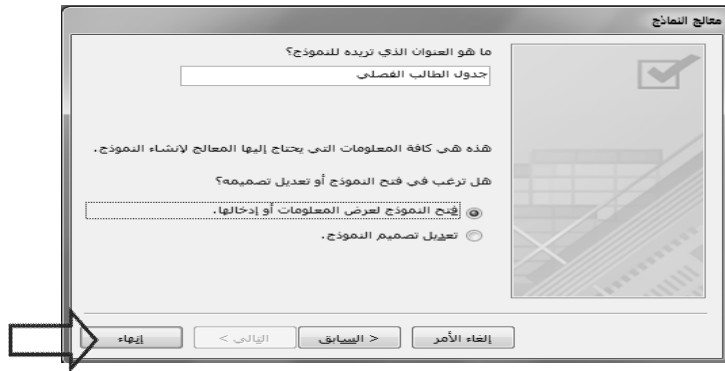 معالج النماذج
ما هو العنوان الذي تريده للنموذج؟
جدول الطالب الفصلي
هذه هي كافة المعلومات التي يحتاج إليها المعالج لإنشاء النموذج.
هل ترغب في فتح النموذج أو تعديل تصميمه؟
فتح النموذج لعرض المعلومات أو إدخالها.
تعديل تصميم النموذج.
إلغاء الأمر
< السابق
التالي >
إنهاء